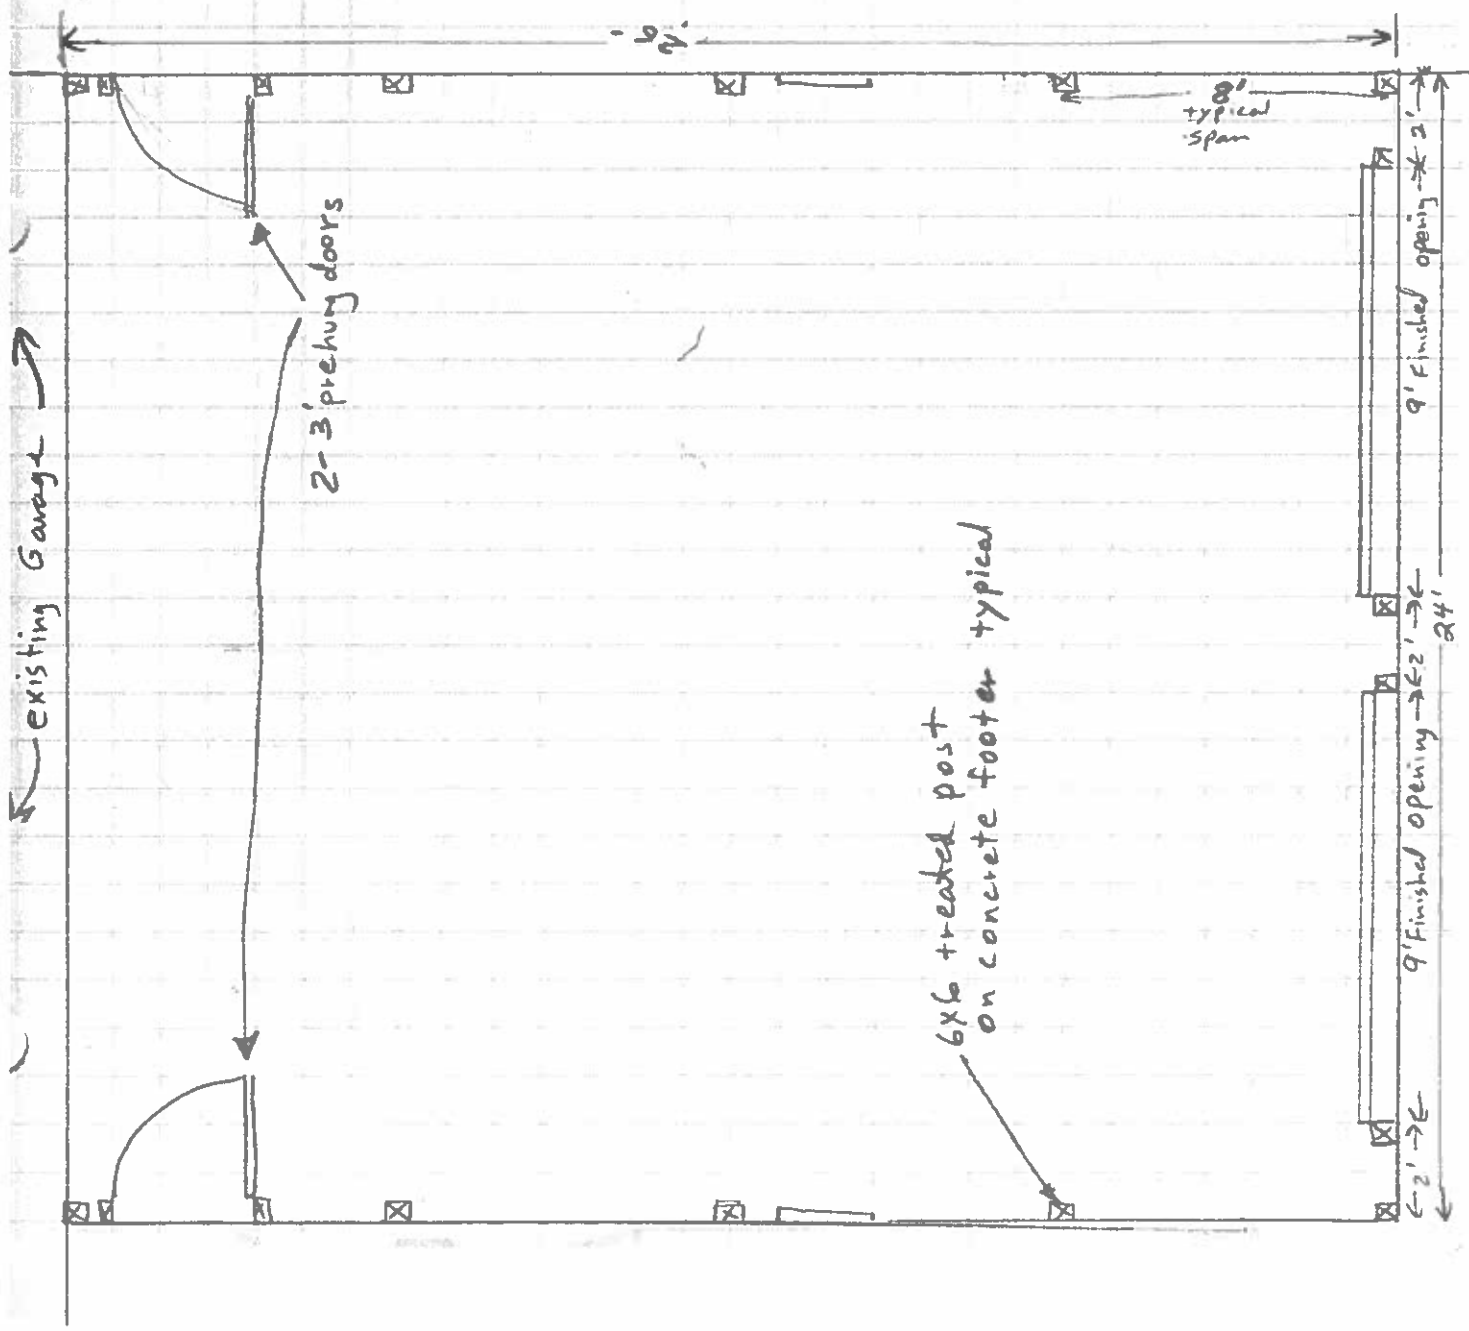 8'
typical
span
existing Garage
2-3' prehung doors
6x6 treated post
on concrete footer typical
2'
9' Finished opening
2'
9' Finished opening
2'
24'